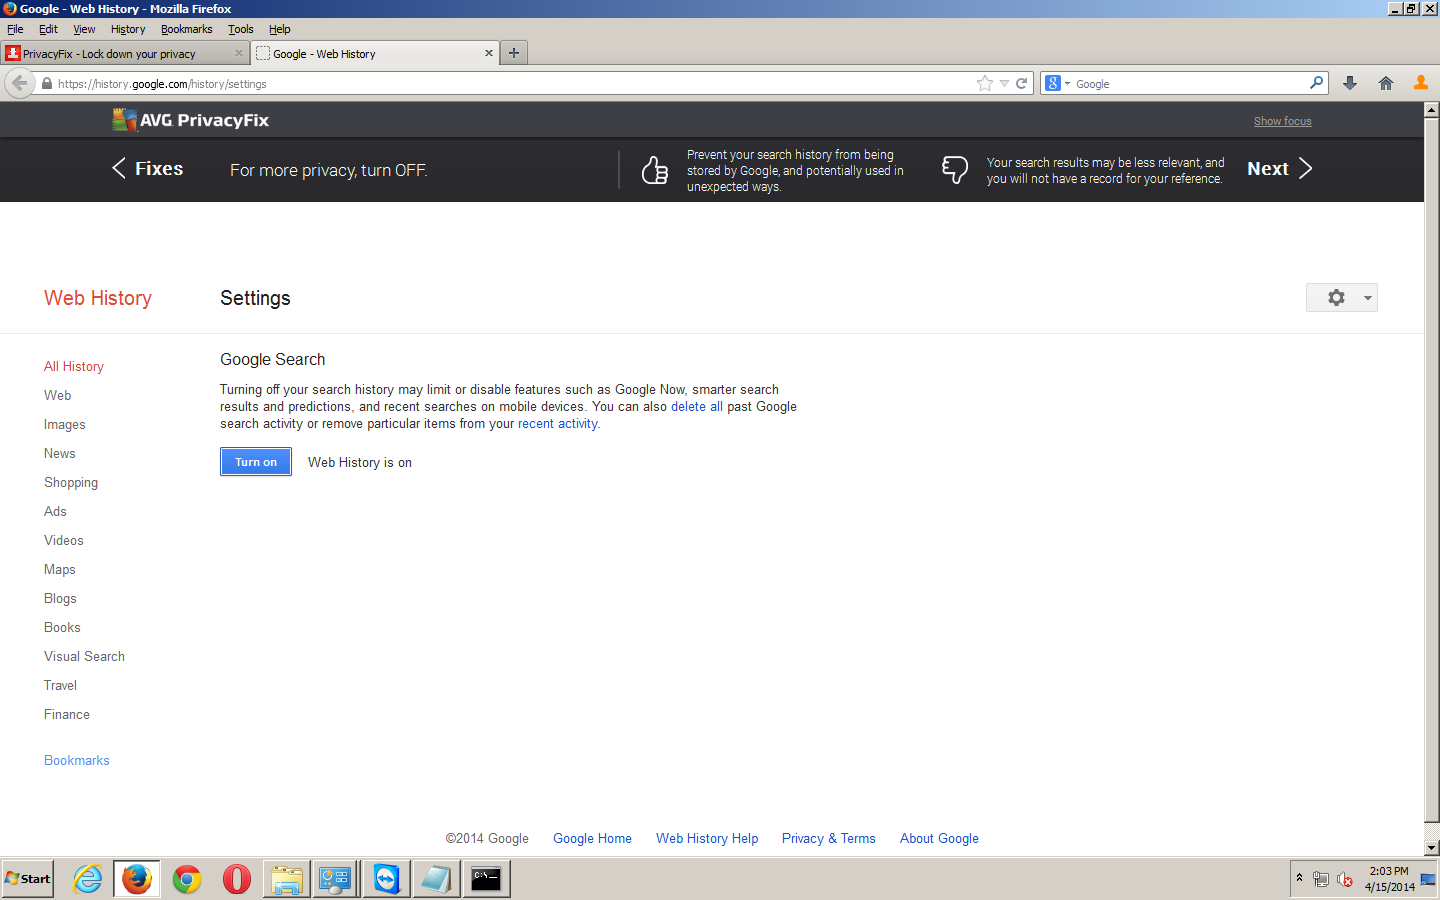 Google - Web History - Mozilla Firefox
File Edit View History Bookmarks Tools Help
PrivacyFix - Lock down your privacy
Google - Web History
https://history.google.com/history/settings
Google
AVG PrivacyFix
Show focus
Fixes
For more privacy, turn OFF.
Prevent your search history from being
stored by Google, and potentially used in
unexpected ways.
Your search results may be less relevant, and
you will not have a record for your reference.
Next
Web History
Settings
All History
Web
Images
News
Shopping
Ads
Videos
Maps
Blogs
Books
Visual Search
Travel
Finance
Bookmarks
Google Search
Turning off your search history may limit or disable features such as Google Now, smarter search
results and predictions, and recent searches on mobile devices. You can also delete all past Google
search activity or remove particular items from your recent activity.
Turn on
Web History is on
©2014 Google Google Home Web History Help Privacy & Terms About Google
Start
C:\
2:03 PM
4/15/2014